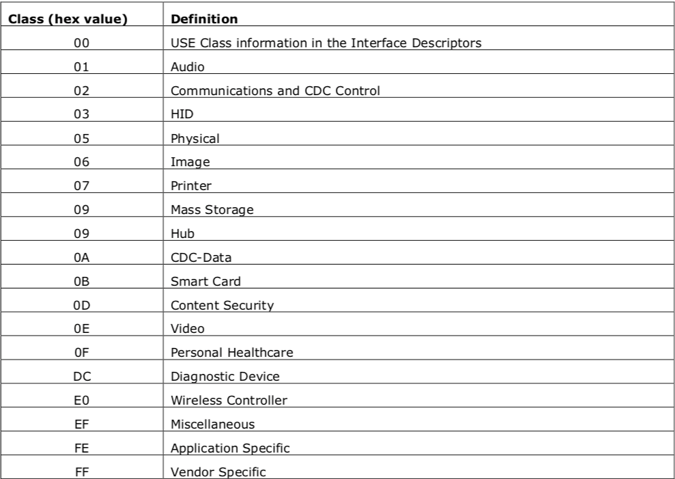 Class (hex value) Definition
00 USE Class information in the Interface Descriptors
01 Audio
02 Communications and CDC Control
03 HID
05 Physical
06 Image
07 Printer
09 Mass Storage
09 Hub
0A CDC-Data
0B Smart Card
0D Content Security
0E Video
0F Personal Healthcare
DC Diagnostic Device
E0 Wireless Controller
EF Miscellaneous
FE Application Specific
FF Vendor Specific